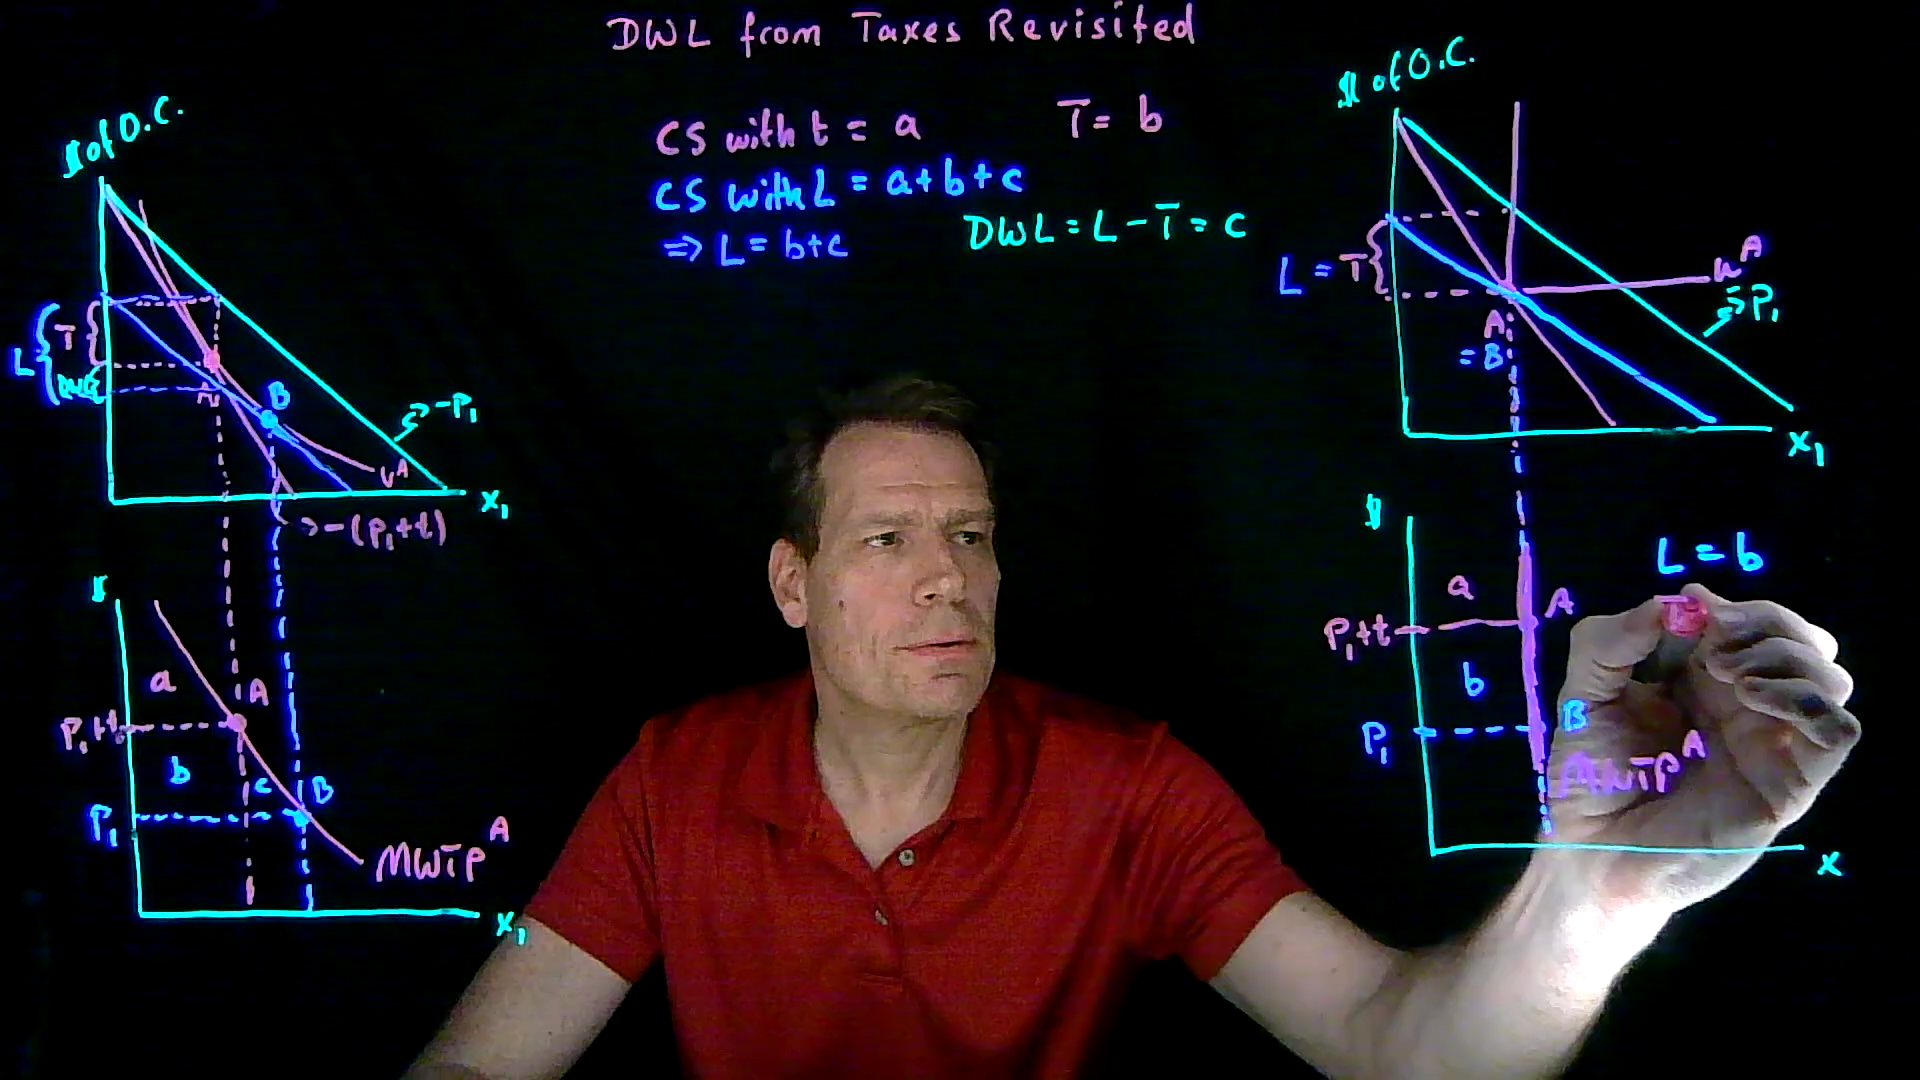 DWL from Taxes Revisited
CS with t = a
T = b
CS with L = a+b+c
⇒ L = b+c
DWL = L - T = c
$ of O.C.
L
T
DWL
A
B
→ -P₁
uᴬ
x₁
→ -(P₁+t)
$
a
A
P₁+t
b
c
B
P₁
MWTPᴬ
x₁
$ of O.C.
L = T
uᴬ
→ -P₁
A
= B
x₁
$
L = b
a
T
P₁+t
A
b
B
P₁
MWTPᴬ
x